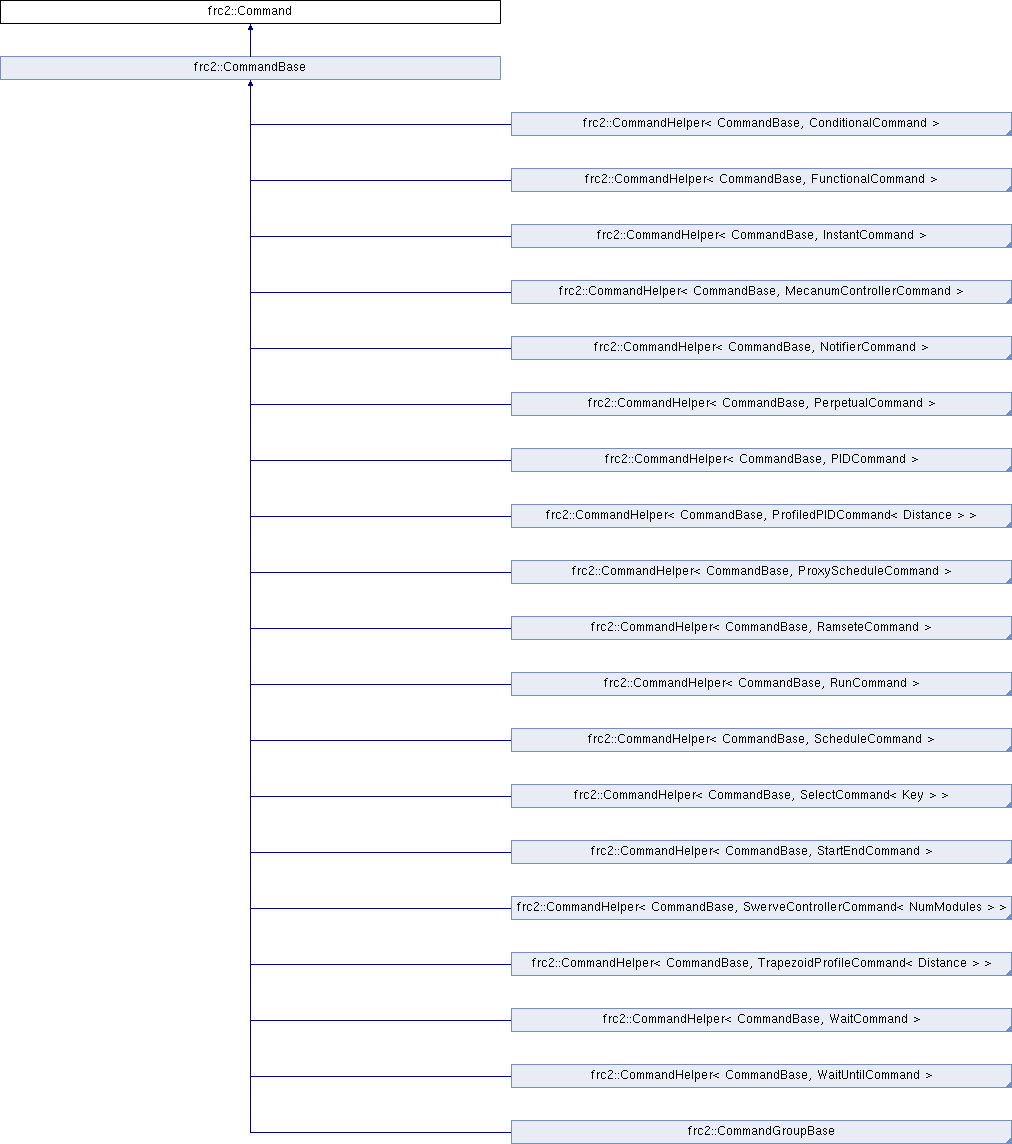 frc2::Command
frc2::CommandBase
frc2::CommandHelper< CommandBase, ConditionalCommand >
frc2::CommandHelper< CommandBase, FunctionalCommand >
frc2::CommandHelper< CommandBase, InstantCommand >
frc2::CommandHelper< CommandBase, MecanumControllerCommand >
frc2::CommandHelper< CommandBase, NotifierCommand >
frc2::CommandHelper< CommandBase, PerpetualCommand >
frc2::CommandHelper< CommandBase, PIDCommand >
frc2::CommandHelper< CommandBase, ProfiledPIDCommand< Distance > >
frc2::CommandHelper< CommandBase, ProxyScheduleCommand >
frc2::CommandHelper< CommandBase, RamseteCommand >
frc2::CommandHelper< CommandBase, RunCommand >
frc2::CommandHelper< CommandBase, ScheduleCommand >
frc2::CommandHelper< CommandBase, SelectCommand< Key > >
frc2::CommandHelper< CommandBase, StartEndCommand >
frc2::CommandHelper< CommandBase, SwerveControllerCommand< NumModules > >
frc2::CommandHelper< CommandBase, TrapezoidProfileCommand< Distance > >
frc2::CommandHelper< CommandBase, WaitCommand >
frc2::CommandHelper< CommandBase, WaitUntilCommand >
frc2::CommandGroupBase